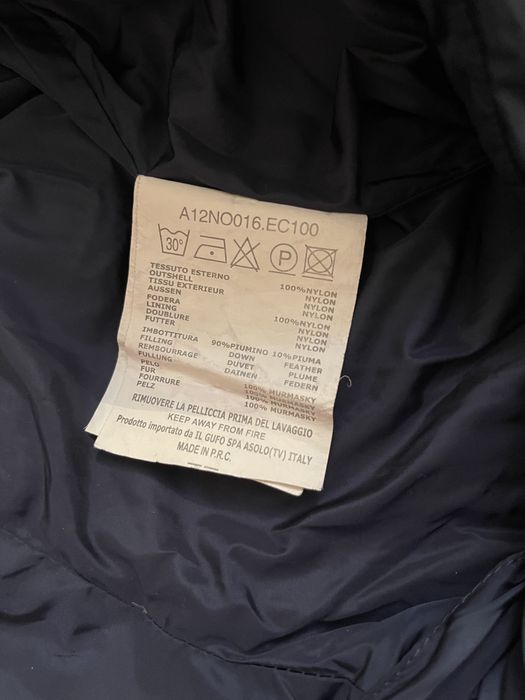 A12NO016.EC100
30°
P
TESSUTO ESTERNO 100%NYLON
OUTSHELL NYLON
TISSU EXTERIEUR NYLON
AUSSEN NYLON
FODERA 100%NYLON
LINING NYLON
DOUBLURE NYLON
FUTTER NYLON
IMBOTTITURA 90%PIUMINO 10%PIUMA
FILLING DOWN FEATHER
REMBOURRAGE DUVET PLUME
FULLUNG DAINEN FEDERN
PELO 100% MURMASKY
FUR 100% MURMASKY
FOURRURE 100% MURMASKY
PELZ 100% MURMASKY
RIMUOVERE LA PELLICCIA PRIMA DEL LAVAGGIO
KEEP AWAY FROM FIRE
Prodotto importato da IL GUFO SPA ASOLO(TV) ITALY
MADE IN P.R.C.